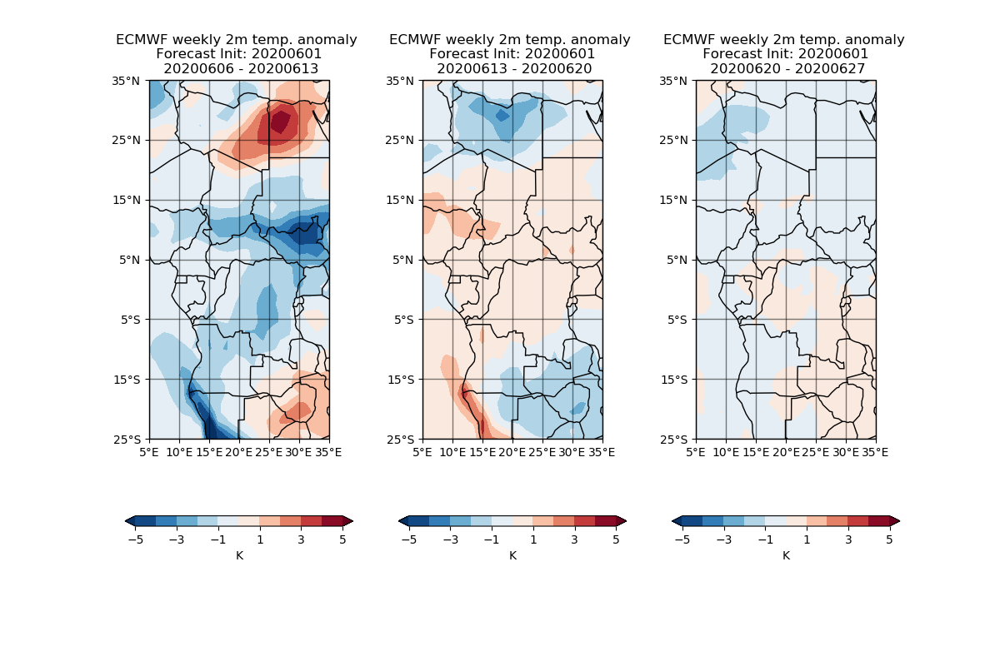 ECMWF weekly 2m temp. anomaly
Forecast Init: 20200601
20200606 - 20200613
35°N
25°N
15°N
5°N
5°S
15°S
25°S
5°E 10°E 15°E 20°E 25°E 30°E 35°E
−5 −3 −1 1 3 5
K
ECMWF weekly 2m temp. anomaly
Forecast Init: 20200601
20200613 - 20200620
35°N
25°N
15°N
5°N
5°S
15°S
25°S
5°E 10°E 15°E 20°E 25°E 30°E 35°E
−5 −3 −1 1 3 5
K
ECMWF weekly 2m temp. anomaly
Forecast Init: 20200601
20200620 - 20200627
35°N
25°N
15°N
5°N
5°S
15°S
25°S
5°E 10°E 15°E 20°E 25°E 30°E 35°E
−5 −3 −1 1 3 5
K